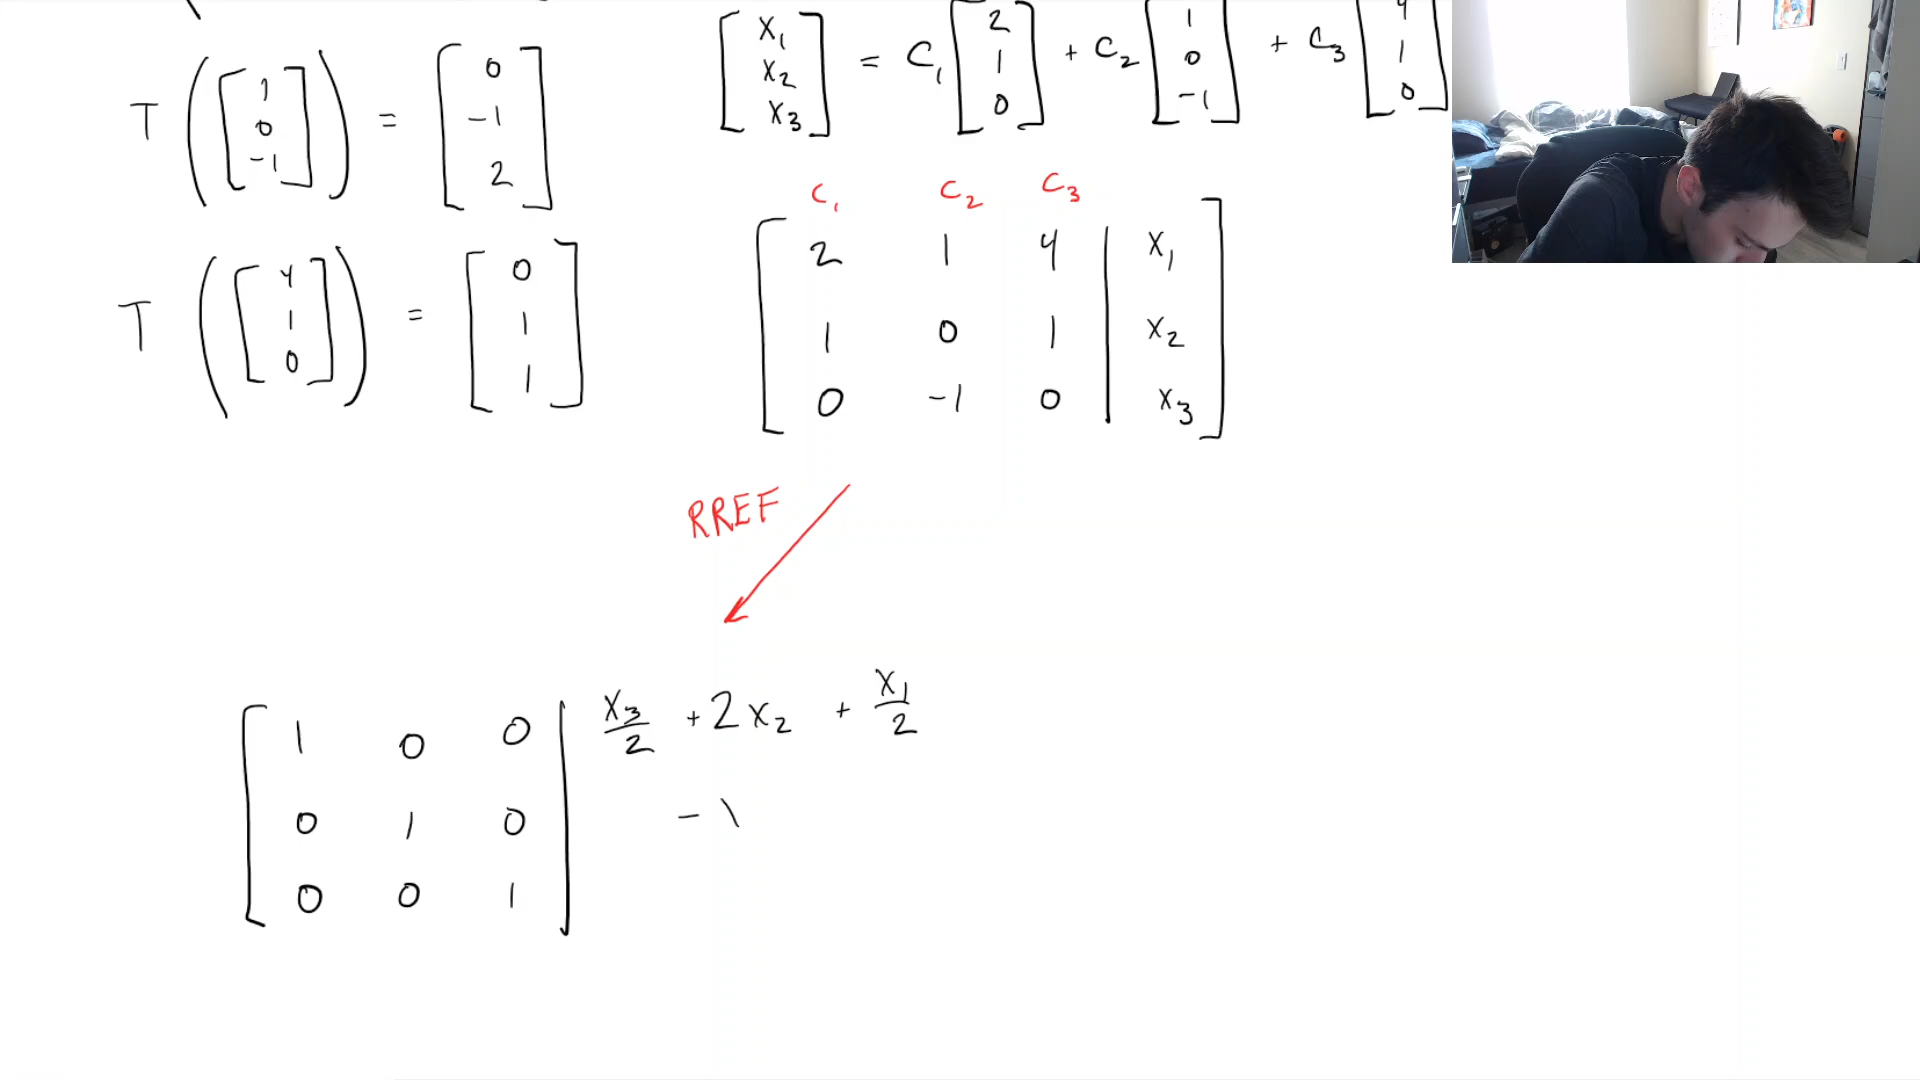 T ( [ 1 0 -1 ] ) = [ 0 -1 2 ]
T ( [ 4 1 0 ] ) = [ 0 1 1 ]
[ x₁ x₂ x₃ ] = C₁ [ 2 1 0 ] + C₂ [ 1 0 -1 ] + C₃ [ 4 1 0 ]
C₁ C₂ C₃
2 1 4 | x₁
1 0 1 | x₂
0 -1 0 | x₃
RREF
1 0 0 | x₃/2 + 2x₂ + x₁/2
0 1 0 | - \
0 0 1 |